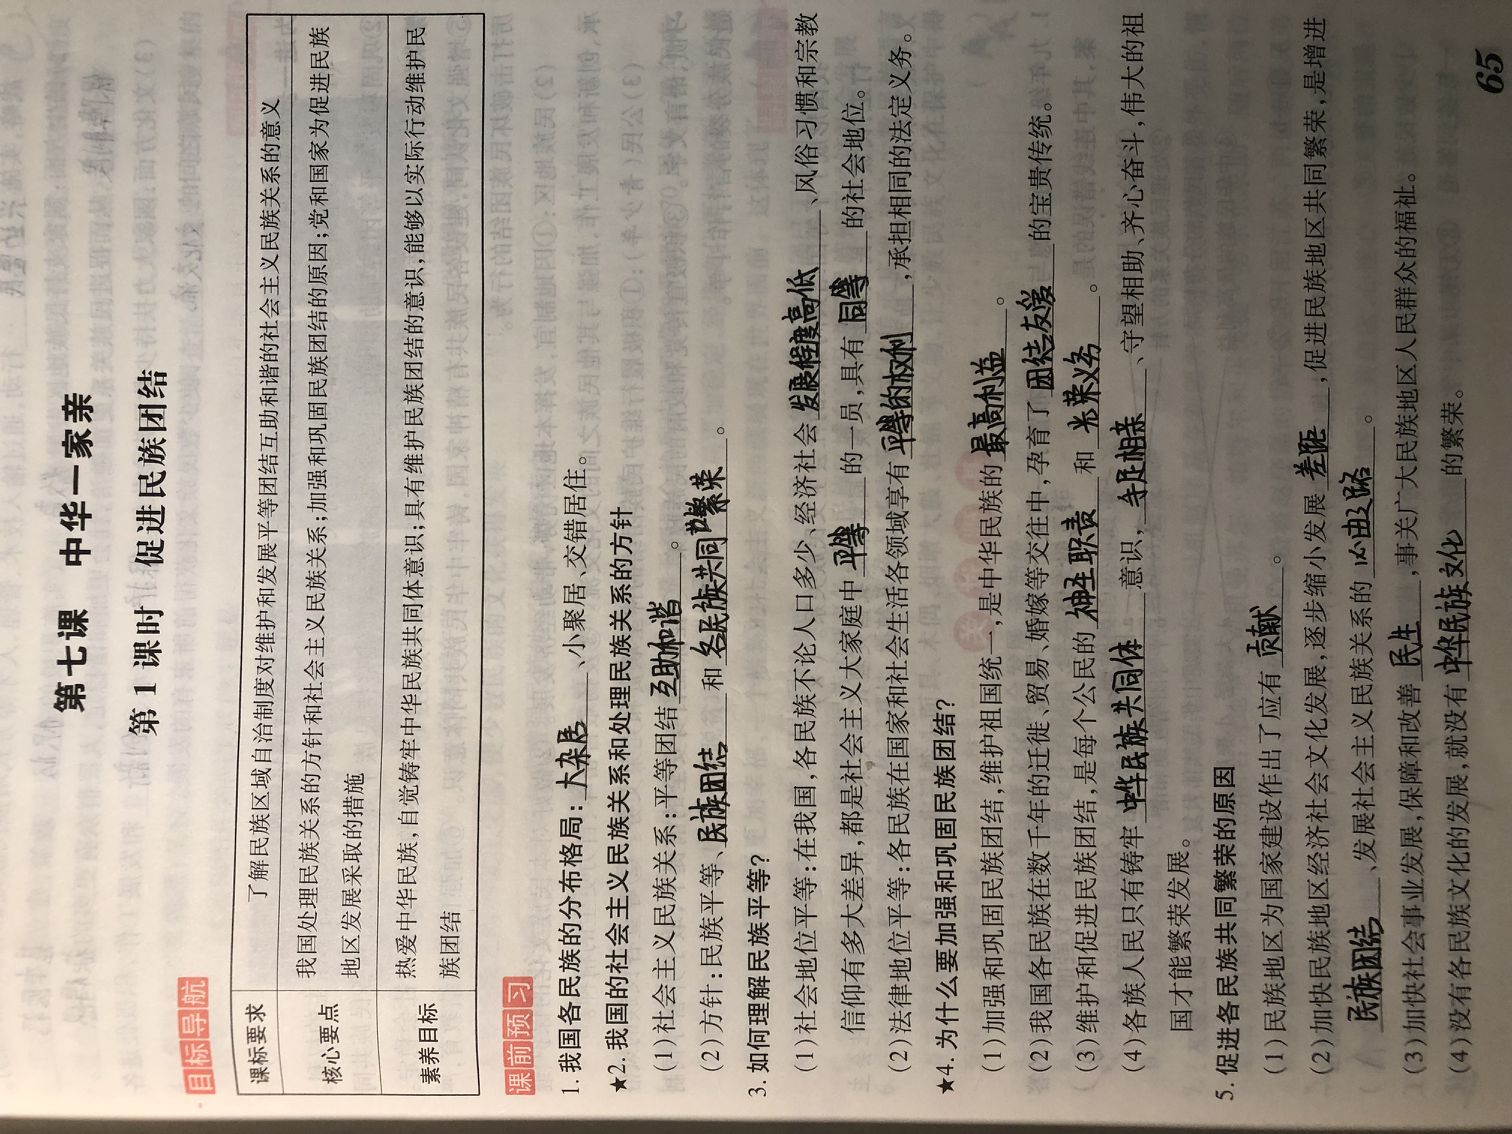 第七课 中华一家亲
第1课时 促进民族团结
目标导航
课标要求 了解民族区域自治制度对维护和发展平等团结互助和谐的社会主义民族关系的意义
核心要点 我国处理民族关系的方针和社会主义民族关系;加强和巩固民族团结的原因;党和国家为促进民族
地区发展采取的措施
素养目标 热爱中华民族,自觉铸牢中华民族共同体意识;具有维护民族团结的意识,能够以实际行动维护民
族团结
课前预习
1.我国各民族的分布格局:大杂居、小聚居、交错居住。
★2.我国的社会主义民族关系和处理民族关系的方针
(1)社会主义民族关系:平等团结互助和谐。
(2)方针:民族平等、民族团结和各民族共同繁荣。
3.如何理解民族平等?
(1)社会地位平等:在我国,各民族不论人口多少、经济社会发展程度高低、风俗习惯和宗教
信仰有多大差异,都是社会主义大家庭中平等的一员,具有同等的社会地位。
(2)法律地位平等:各民族在国家和社会生活各领域享有平等的权利,承担相同的法定义务。
★4.为什么要加强和巩固民族团结?
(1)加强和巩固民族团结,维护祖国统一,是中华民族的最高利益。
(2)我国各民族在数千年的迁徙、贸易、婚嫁等交往中,孕育了团结友爱的宝贵传统。
(3)维护和促进民族团结,是每个公民的神圣职责和光荣义务。
(4)各族人民只有铸牢中华民族共同体意识,手足相亲、守望相助、齐心奋斗,伟大的祖
国才能繁荣发展。
5.促进各民族共同繁荣的原因
(1)民族地区为国家建设作出了应有贡献。
(2)加快民族地区经济社会文化发展,逐步缩小发展差距,促进民族地区共同繁荣,是增进
民族团结、发展社会主义民族关系的必由之路。
(3)加快社会事业发展,保障和改善民生,事关广大民族地区人民群众的福祉。
(4)没有各民族文化的发展,就没有中华民族文化的繁荣。
65